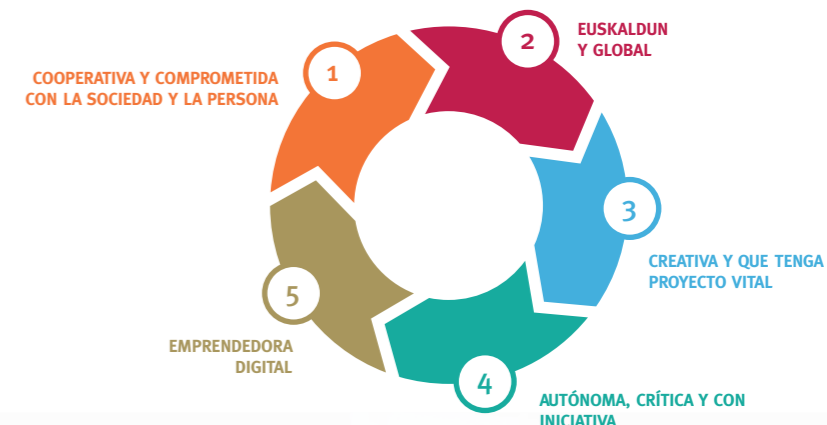 1
COOPERATIVA Y COMPROMETIDA
CON LA SOCIEDAD Y LA PERSONA
2
EUSKALDUN
Y GLOBAL
3
CREATIVA Y QUE TENGA
PROYECTO VITAL
4
AUTÓNOMA, CRÍTICA Y CON
INICIATIVA
5
EMPRENDEDORA
DIGITAL